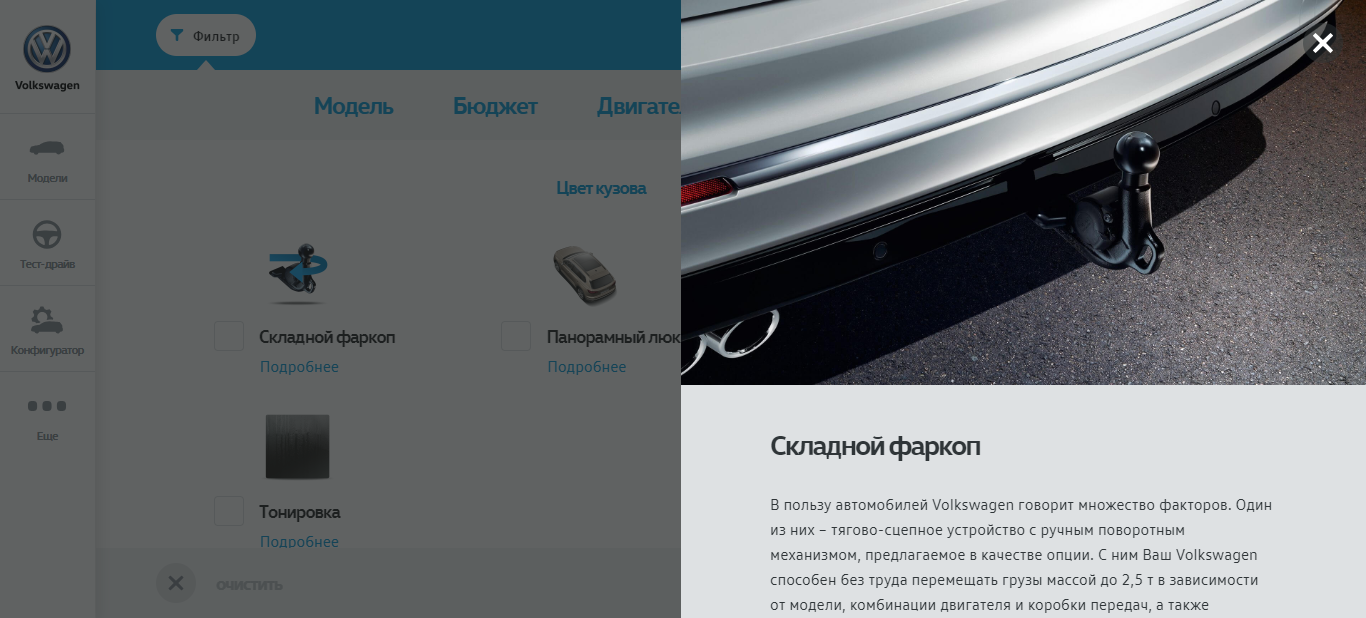 Volkswagen
Модели
Тест-драйв
Конфигуратор
Еще
Фильтр
Модель Бюджет
Цвет кузова
Складной фаркоп
Подробнее
Панорамный люк
Подробнее
Тонировка
Подробнее
ОЧИСТИТЬ
Складной фаркоп
В пользу автомобилей Volkswagen говорит множество факторов. Один
из них – тягово-сцепное устройство с ручным поворотным
механизмом, предлагаемое в качестве опции. С ним Ваш Volkswagen
способен без труда перемещать грузы массой до 2,5 т в зависимости
от модели, комбинации двигателя и коробки передач, а также